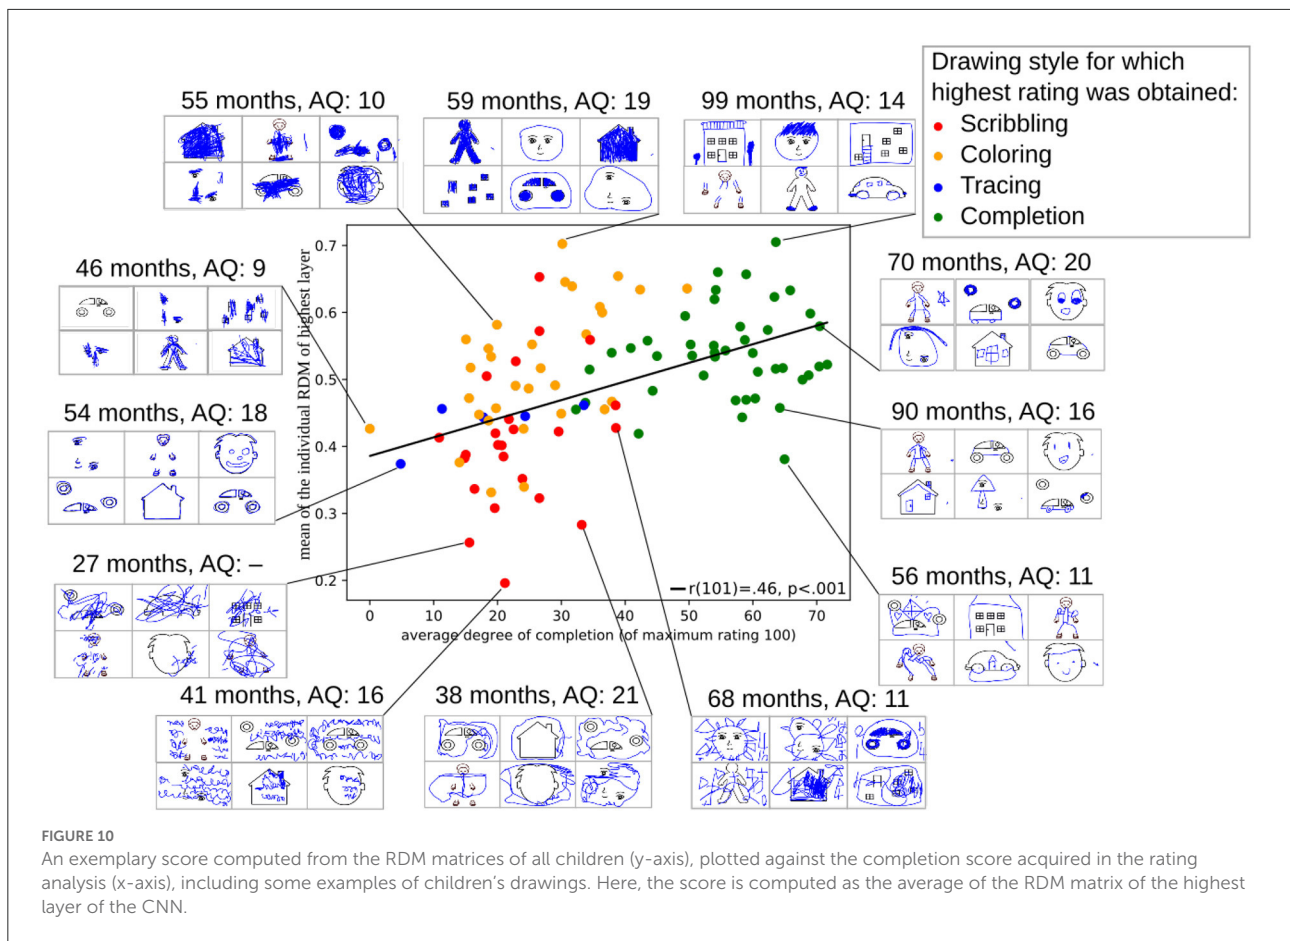 Drawing style for which
highest rating was obtained:
Scribbling
Coloring
Tracing
Completion
55 months, AQ: 10
59 months, AQ: 19
99 months, AQ: 14
46 months, AQ: 9
70 months, AQ: 20
54 months, AQ: 18
90 months, AQ: 16
27 months, AQ: –
56 months, AQ: 11
41 months, AQ: 16
38 months, AQ: 21
68 months, AQ: 11
mean of the individual RDM of highest layer
0.7
0.6
0.5
0.4
0.3
0.2
r(101)=.46, p<.001
0 10 20 30 40 50 60 70
average degree of completion (of maximum rating 100)
FIGURE 10
An exemplary score computed from the RDM matrices of all children (y-axis), plotted against the completion score acquired in the rating
analysis (x-axis), including some examples of children's drawings. Here, the score is computed as the average of the RDM matrix of the highest
layer of the CNN.